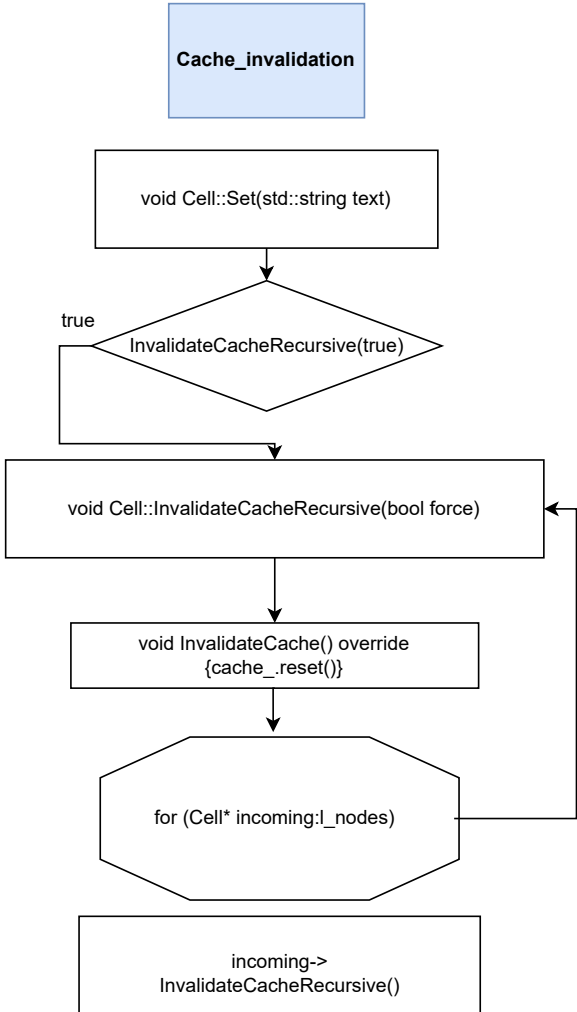 Cache_invalidation
void Cell::Set(std::string text)
true
InvalidateCacheRecursive(true)
void Cell::InvalidateCacheRecursive(bool force)
void InvalidateCache() override
{cache_.reset()}
for (Cell* incoming:l_nodes)
incoming->
InvalidateCacheRecursive()